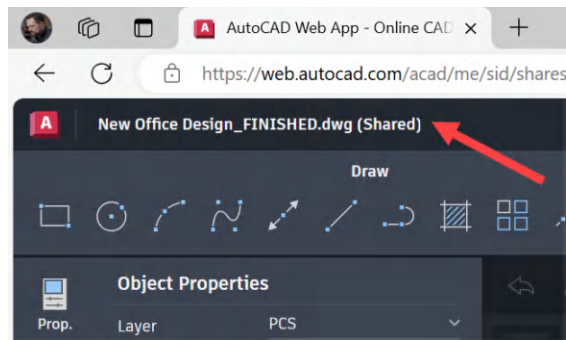 AutoCAD Web App - Online CAD
https://web.autocad.com/acad/me/sid/shares
A
New Office Design_FINISHED.dwg (Shared)
Draw
Object Properties
Prop.
Layer
PCS